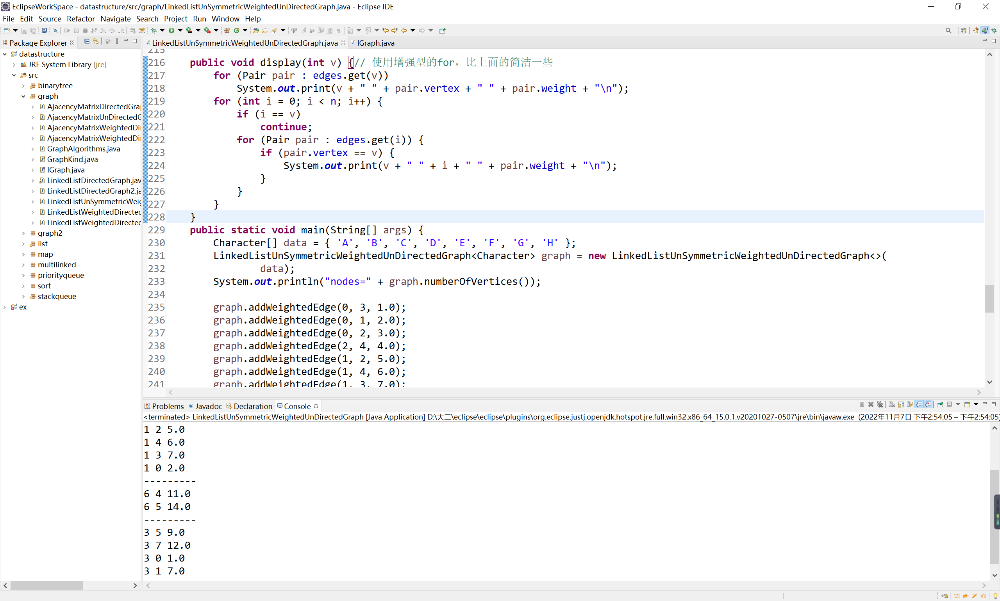 EclipseWorkSpace - datastructure/src/graph/LinkedListUnSymmetricWeightedUnDirectedGraph.java - Eclipse IDE
File Edit Source Refactor Navigate Search Project Run Window Help
Package Explorer
datastructure
JRE System Library [jre]
src
binarytree
graph
AjacencyMatrixDirectedGra
AjacencyMatrixUnDirectedG
AjacencyMatrixWeightedDi
AjacencyMatrixWeightedDi
GraphAlgorithms.java
GraphKind.java
IGraph.java
LinkedListDirectedGraph.jav
LinkedListDirectedGraph2.ja
LinkedListUnSymmetricWeig
LinkedListWeightedDirected
LinkedListWeightedDirected
graph2
list
map
multilinked
priorityqueue
sort
stackqueue
ex
LinkedListUnSymmetricWeightedUnDirectedGraph.java IGraph.java
215
216 public void display(int v) {// 使用增强型的for，比上面的简洁一些
217 for (Pair pair : edges.get(v))
218 System.out.print(v + " " + pair.vertex + " " + pair.weight + "\n");
219 for (int i = 0; i < n; i++) {
220 if (i == v)
221 continue;
222 for (Pair pair : edges.get(i)) {
223 if (pair.vertex == v) {
224 System.out.print(v + " " + i + " " + pair.weight + "\n");
225 }
226 }
227 }
228 }
229 public static void main(String[] args) {
230 Character[] data = { 'A', 'B', 'C', 'D', 'E', 'F', 'G', 'H' };
231 LinkedListUnSymmetricWeightedUnDirectedGraph<Character> graph = new LinkedListUnSymmetricWeightedUnDirectedGraph<>(
232 data);
233 System.out.println("nodes=" + graph.numberOfVertices());
234
235 graph.addWeightedEdge(0, 3, 1.0);
236 graph.addWeightedEdge(0, 1, 2.0);
237 graph.addWeightedEdge(0, 2, 3.0);
238 graph.addWeightedEdge(2, 4, 4.0);
239 graph.addWeightedEdge(1, 2, 5.0);
240 graph.addWeightedEdge(1, 4, 6.0);
241 graph.addWeightedEdge(1, 3, 7.0);
Problems Javadoc Declaration Console
<terminated> LinkedListUnSymmetricWeightedUnDirectedGraph [Java Application] D:\大二\eclipse\eclipse\plugins\org.eclipse.justj.openjdk.hotspot.jre.full.win32.x86_64_15.0.1.v20201027-0507\jre\bin\javaw.exe (2022年11月7日 下午2:54:05 – 下午2:54:05)
1 2 5.0
1 4 6.0
1 3 7.0
1 0 2.0
---------
6 4 11.0
6 5 14.0
---------
3 5 9.0
3 7 12.0
3 0 1.0
3 1 7.0